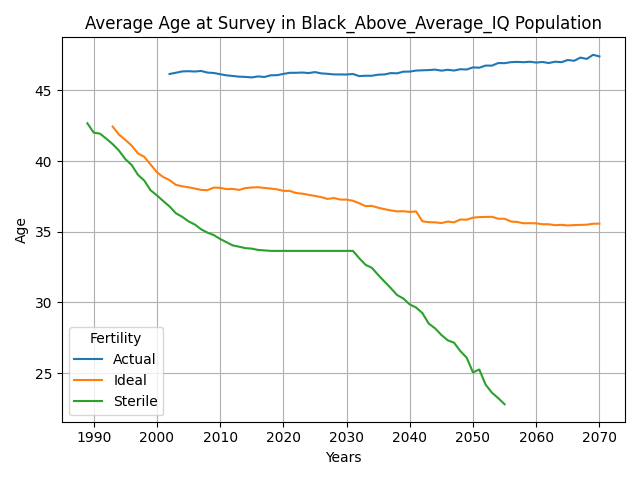 Average Age at Survey in Black_Above_Average_IQ Population
Age
45
40
35
30
25
Fertility
Actual
Ideal
Sterile
1990 2000 2010 2020 2030 2040 2050 2060 2070
Years